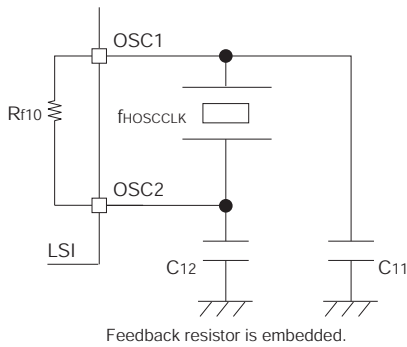 OSC1
Rf10
fHOSCCLK
OSC2
LSI
C12
C11
Feedback resistor is embedded.